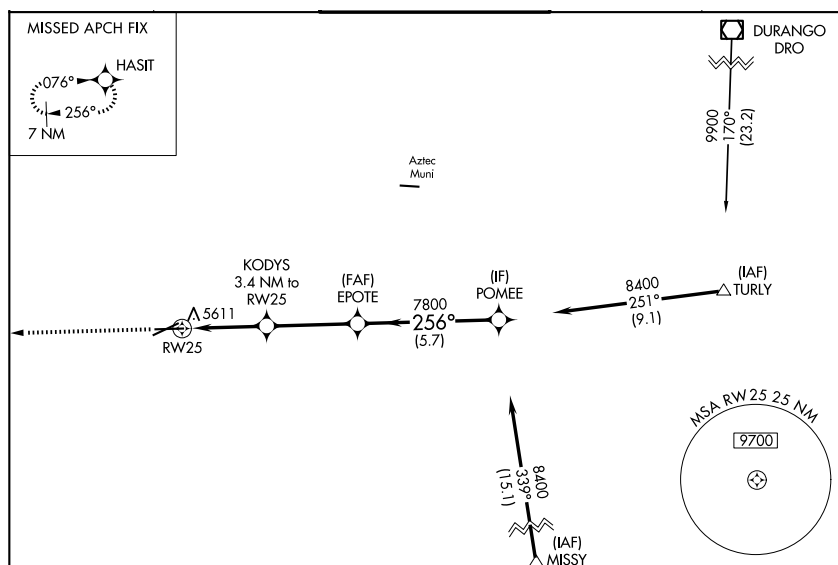 MISSED APCH FIX
HASIT
076°
256°
7 NM
DURANGO
DRO
9900
170°
(23.2)
Aztec
Muni
KODYS
3.4 NM to
RW25
(FAF)
EPOTE
(IF)
POMEE
7800
256°
(5.7)
8400
251°
(9.1)
(IAF)
TURLY
5611
RW25
MSA RW25 25 NM
9700
8400
339°
(15.1)
(IAF)
MISSY